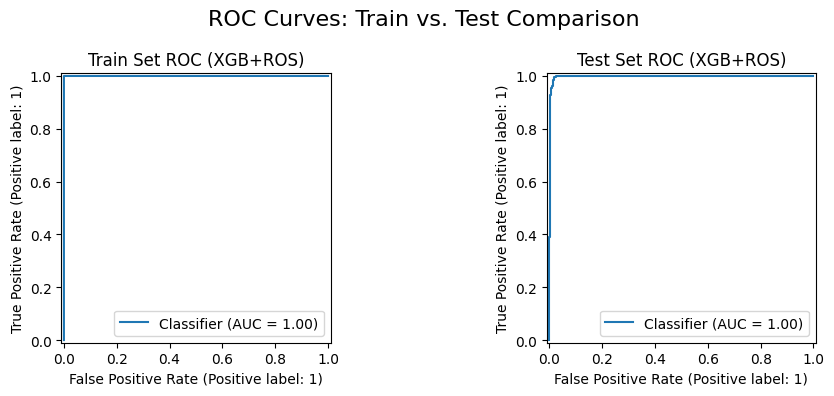 ROC Curves: Train vs. Test Comparison
Train Set ROC (XGB+ROS)
True Positive Rate (Positive label: 1)
1.0
0.8
0.6
0.4
0.2
0.0
Classifier (AUC = 1.00)
0.0 0.2 0.4 0.6 0.8 1.0
False Positive Rate (Positive label: 1)
Test Set ROC (XGB+ROS)
True Positive Rate (Positive label: 1)
1.0
0.8
0.6
0.4
0.2
0.0
Classifier (AUC = 1.00)
0.0 0.2 0.4 0.6 0.8 1.0
False Positive Rate (Positive label: 1)